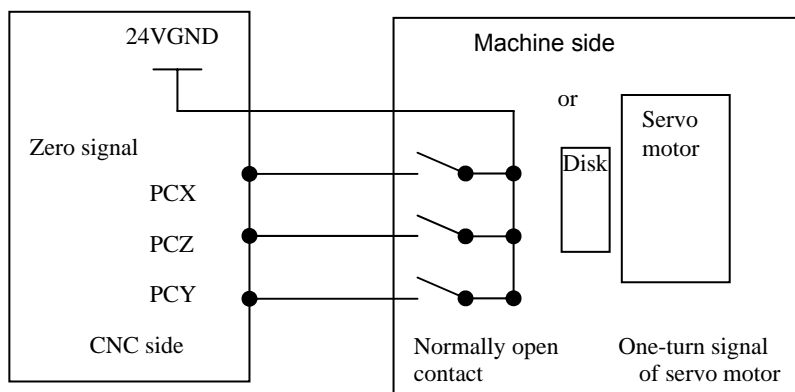 24VGND
Machine side
or
Servo
motor
Disk
Zero signal
PCX
PCZ
PCY
CNC side
Normally open
contact
One-turn signal
of servo motor